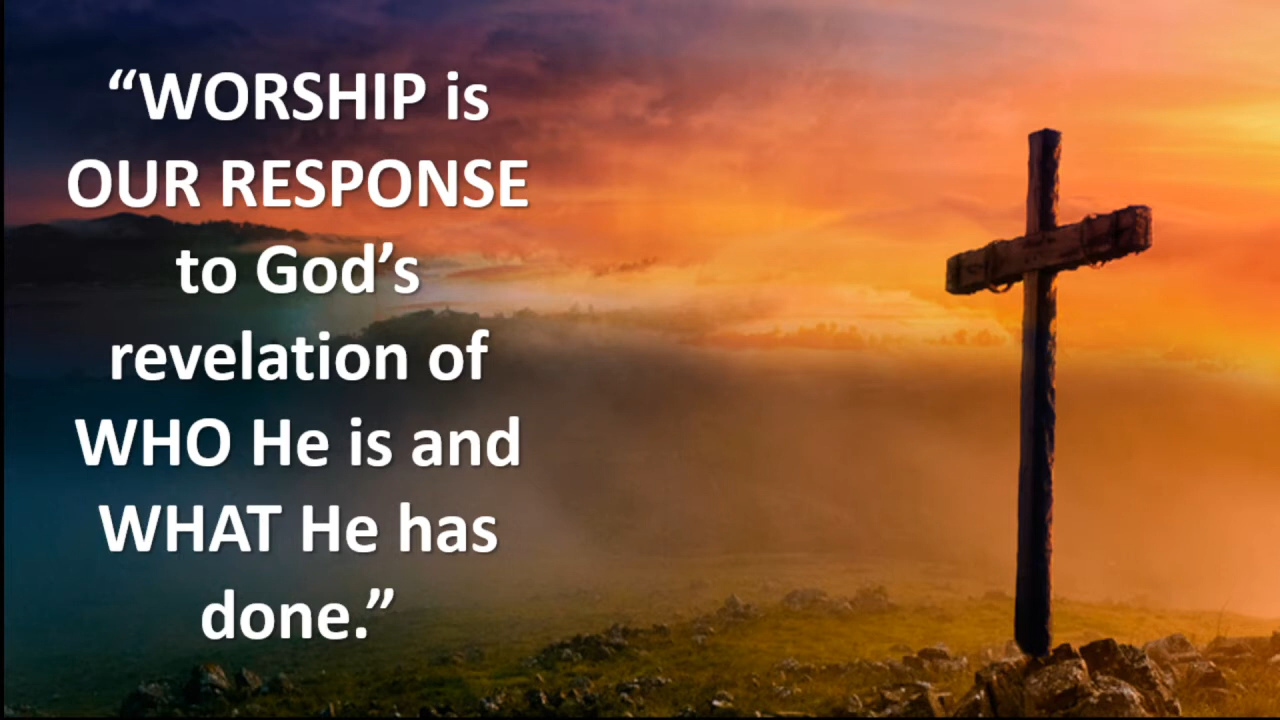 “WORSHIP is
OUR RESPONSE
to God’s
revelation of
WHO He is and
WHAT He has
done.”